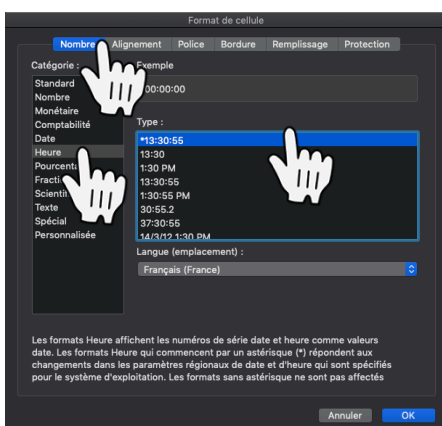 Format de cellule
Nombre Alignement Police Bordure Remplissage Protection
Catégorie :
Exemple
Standard
Nombre
Monétaire
Comptabilité
Date
Heure
Texte
Spécial
Personnalisée
00:00:00
Type :
*13:30:55
13:30
1:30 PM
13:30:55
1:30:55 PM
30:55.2
37:30:55
14/3/12 1:30 PM
Langue (emplacement) :
Français (France)
Les formats Heure affichent les numéros de série date et heure comme valeurs
date. Les formats Heure qui commencent par un astérisque (*) répondent aux
changements dans les paramètres régionaux de date et d'heure qui sont spécifiés
pour le système d'exploitation. Les formats sans astérisque ne sont pas affectés
Annuler OK